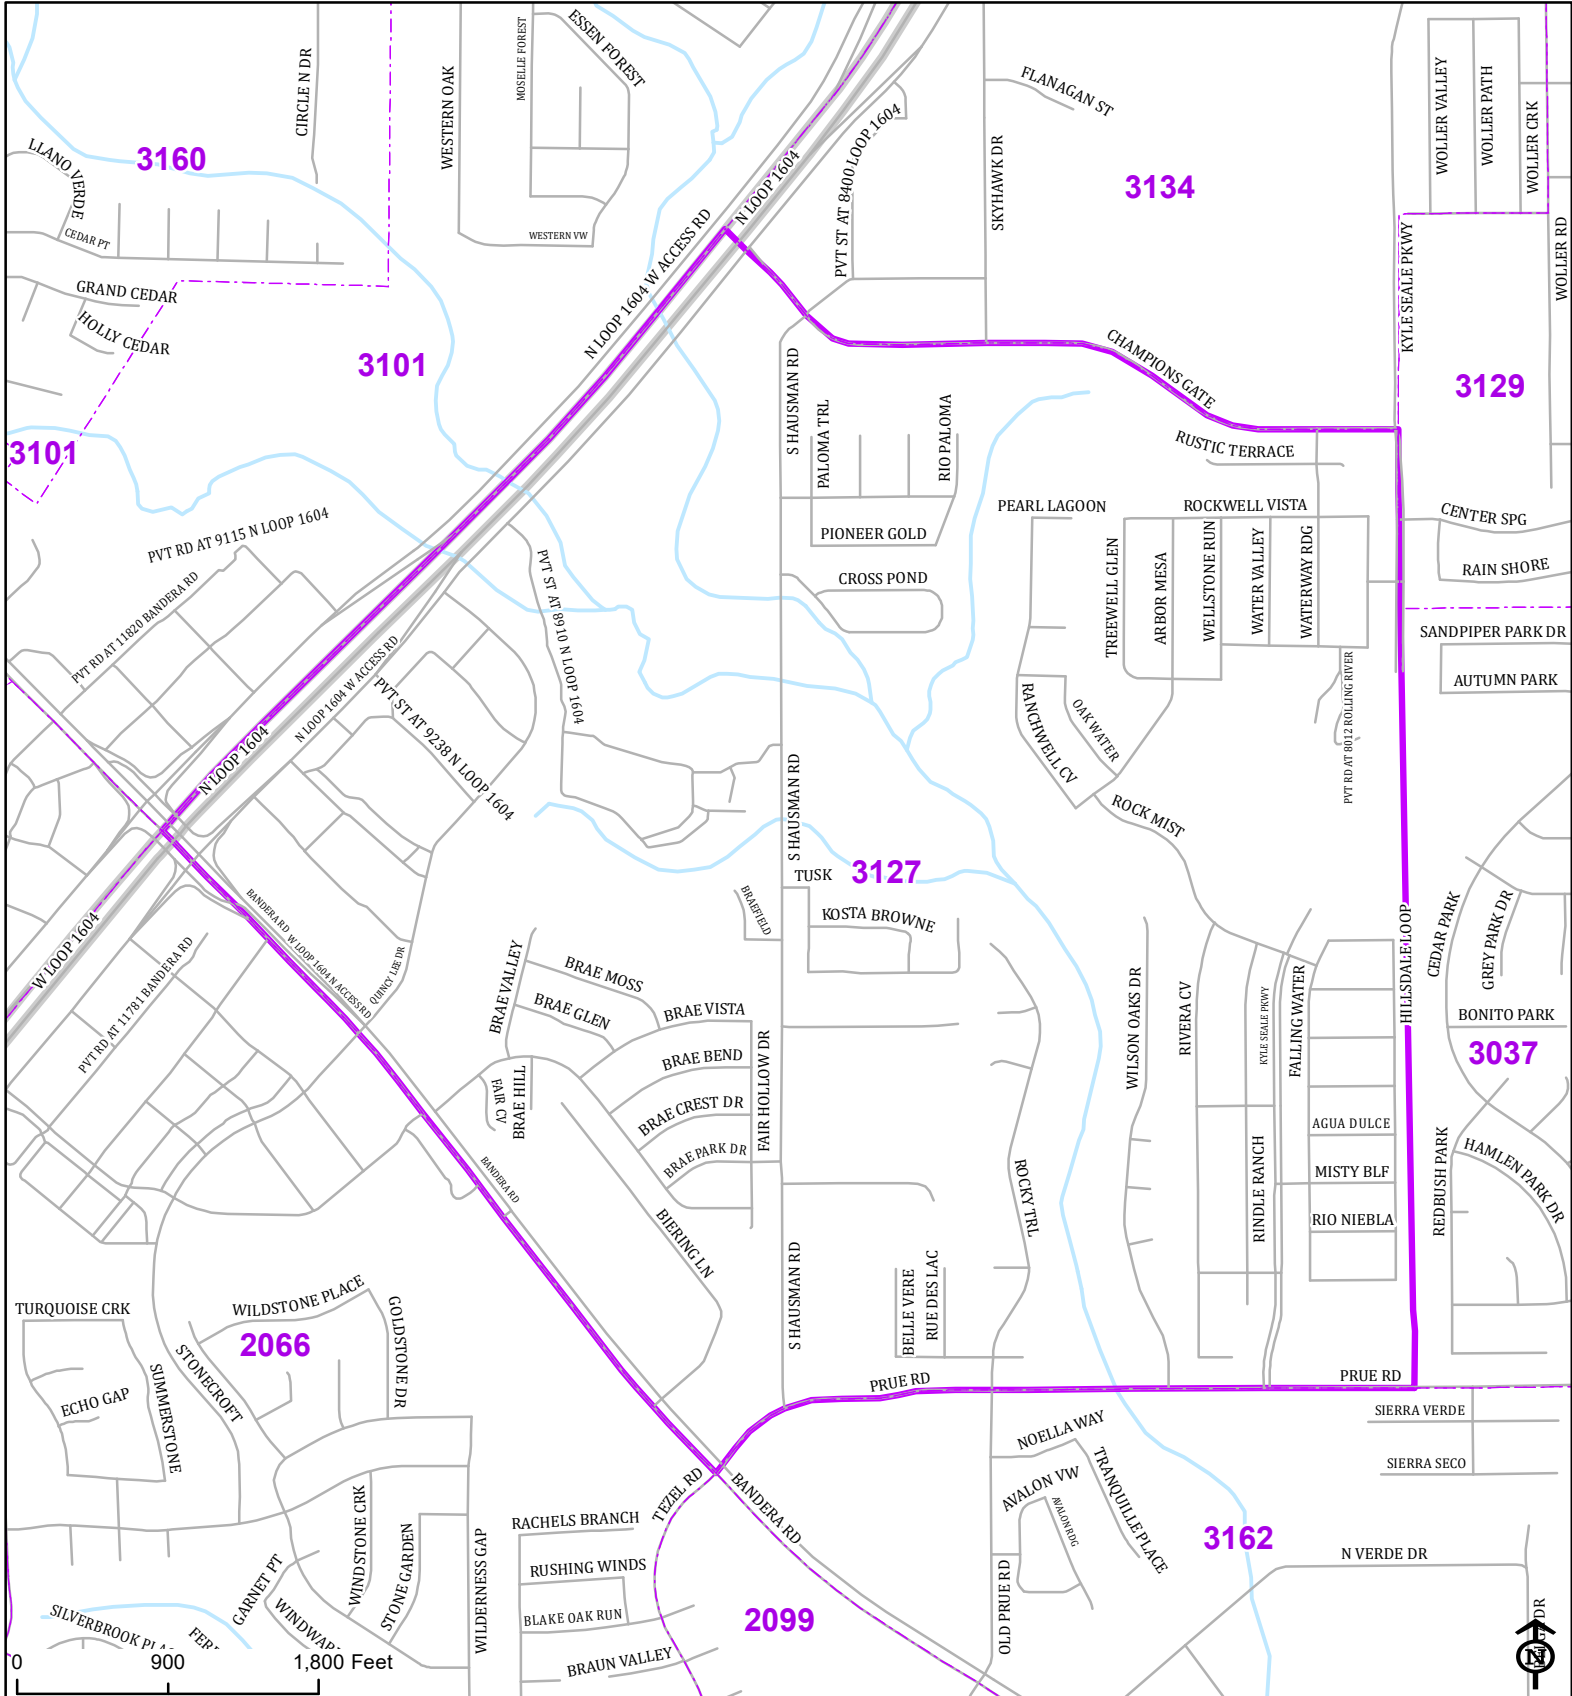 ESSEN FOREST
MOSELLE FOREST
CIRCLE N DR
WESTERN OAK
FLANAGAN ST
WOLLER VALLEY
WOLLER PATH
WOLLER CRK
3160
LLANO VERDE
CEDAR PT
WESTERN VW
N LOOP 1604
PVT ST AT 8400 LOOP 1604
SKYHAWK DR
3134
N LOOP 1604 W ACCESS RD
KYLE SEALE PKWY
WOLLER RD
GRAND CEDAR
HOLLY CEDAR
3101
CHAMPIONS GATE
3129
3101
S HAUSMAN RD
PALOMA TRL
RIO PALOMA
RUSTIC TERRACE
PVT RD AT 9115 N LOOP 1604
PIONEER GOLD
PEARL LAGOON
ROCKWELL VISTA
CENTER SPG
CROSS POND
RAIN SHORE
PVT RD AT 11820 BANDERA RD
PVT ST AT 8910 N LOOP 1604
TREEWELL GLEN
ARBOR MESA
WELLSTONE RUN
WATER VALLEY
WATERWAY RDG
SANDPIPER PARK DR
N LOOP 1604 W ACCESS RD
AUTUMN PARK
PVT ST AT 9238 N LOOP 1604
RANCHWELL CV
OAK WATER
PVT RD AT 8012 ROLLING RIVER
N LOOP 1604
S HAUSMAN RD
ROCK MIST
TUSK
3127
KOSTA BROWNE
BRAEFIELD
BANDERA RD
W LOOP 1604 N ACCESS RD
W LOOP 1604
PVT RD AT 11781 BANDERA RD
QUINCY LEE DR
BRAE VALLEY
BRAE MOSS
BRAE GLEN
BRAE VISTA
BRAE BEND
BRAE CREST DR
BRAE PARK DR
FAIR HOLLOW DR
FAIR CV
BRAE HILL
WILSON OAKS DR
RIVERA CV
KYLE SEALE PKWY
FALLING WATER
HILLSDALE LOOP
CEDAR PARK
GREY PARK DR
BONITO PARK
3037
AGUA DULCE
MISTY BLF
RIO NIEBLA
RINDLE RANCH
REDBUSH PARK
HAMLEN PARK DR
BANDERA RD
BIERING LN
ROCKY TRL
S HAUSMAN RD
BELLE VERE
RUE DES LAC
TURQUOISE CRK
WILDSTONE PLACE
2066
GOLDSTONE DR
STONECROFT
SUMMERSTONE
ECHO GAP
PRUE RD
PRUE RD
SIERRA VERDE
SIERRA SECO
NOELLA WAY
AVALON VW
AVALON RDG
TRANQUILLE PLACE
TEZEL RD
BANDERA RD
3162
N VERDE DR
RACHELS BRANCH
RUSHING WINDS
BLAKE OAK RUN
BRAUN VALLEY
WILDERNESS GAP
WINDSTONE CRK
STONE GARDEN
GARNET PT
2099
OLD PRUE RD
0 900 1,800 Feet
N